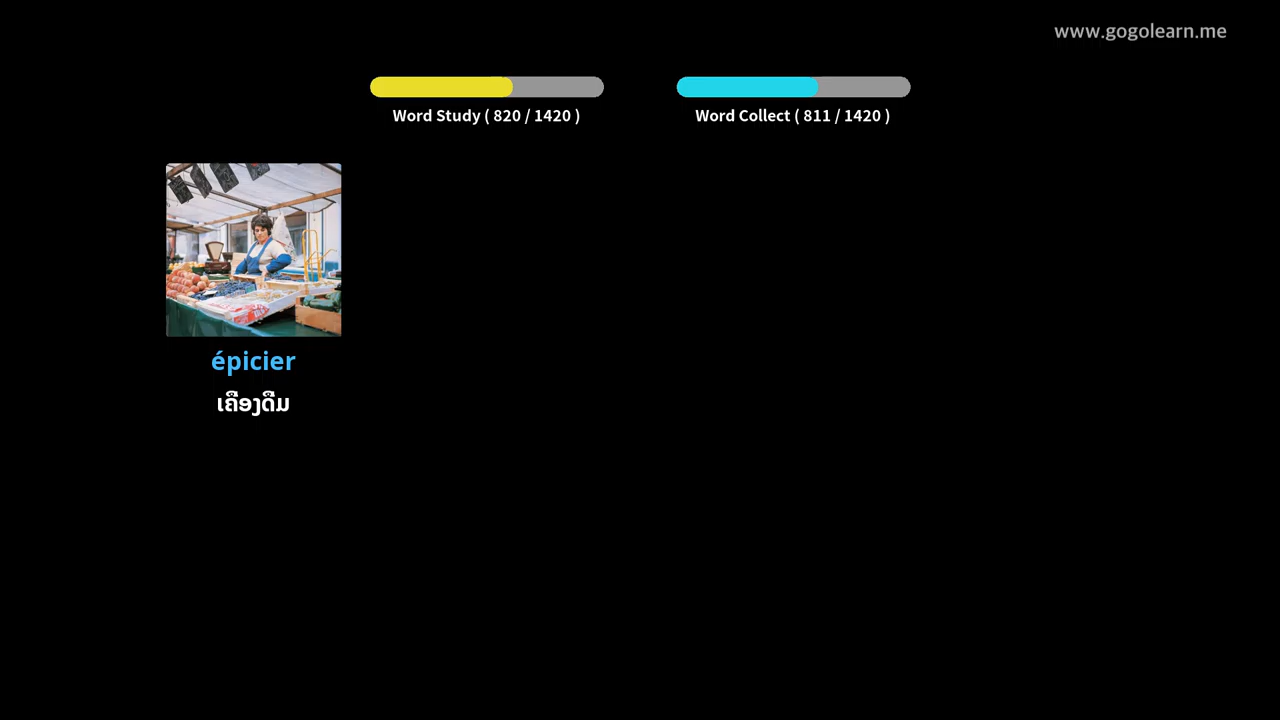 www.gogolearn.me
Word Study ( 820 / 1420 )
Word Collect ( 811 / 1420 )
épicier
ເຄືອງດືມ